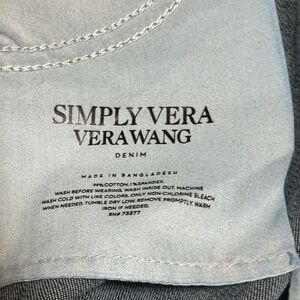 SIMPLY VERA
VERAWANG
DENIM
MADE IN BANGLADESH
99% COTTON, 1% SPANDEX.
WASH BEFORE WEARING. WASH INSIDE OUT. MACHINE
WASH COLD WITH LIKE COLORS. ONLY NON-CHLORINE BLEACH
WHEN NEEDED. TUMBLE DRY LOW. REMOVE PROMPTLY. WARM
IRON IF NEEDED.
RN# 73277